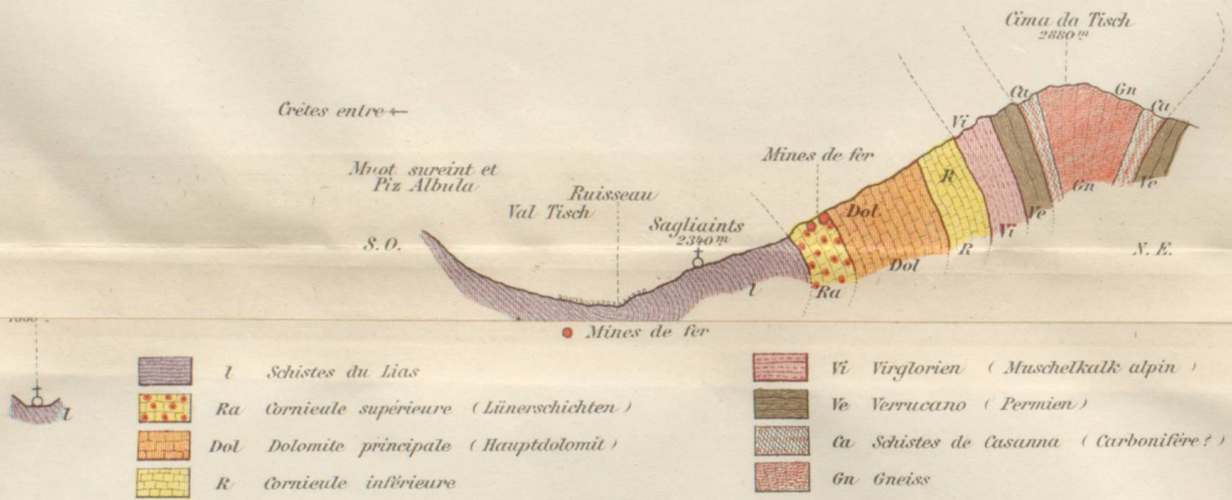 Cima da Tisch
2880 m
Ca
Gn
Ca
Crêtes entre ←
Vi
Mines de fer
Muot sureint et
Piz Albula
Ruisseau
Val Tisch
R
Gn
Ve
Dol
Sagliaints
2340 m
Ve
Vi
S. O.
R
N. E.
Dol
l
Ra
Mines de fer
l Schistes du Lias
Ra Cornieule supérieure (Lünerschichten)
Dol Dolomite principale (Hauptdolomit)
R Cornieule inférieure
l
Vi Virglorien (Muschelkalk alpin)
Ve Verrucano (Permien)
Ca Schistes de Casanna (Carbonifére?)
Gn Gneiss